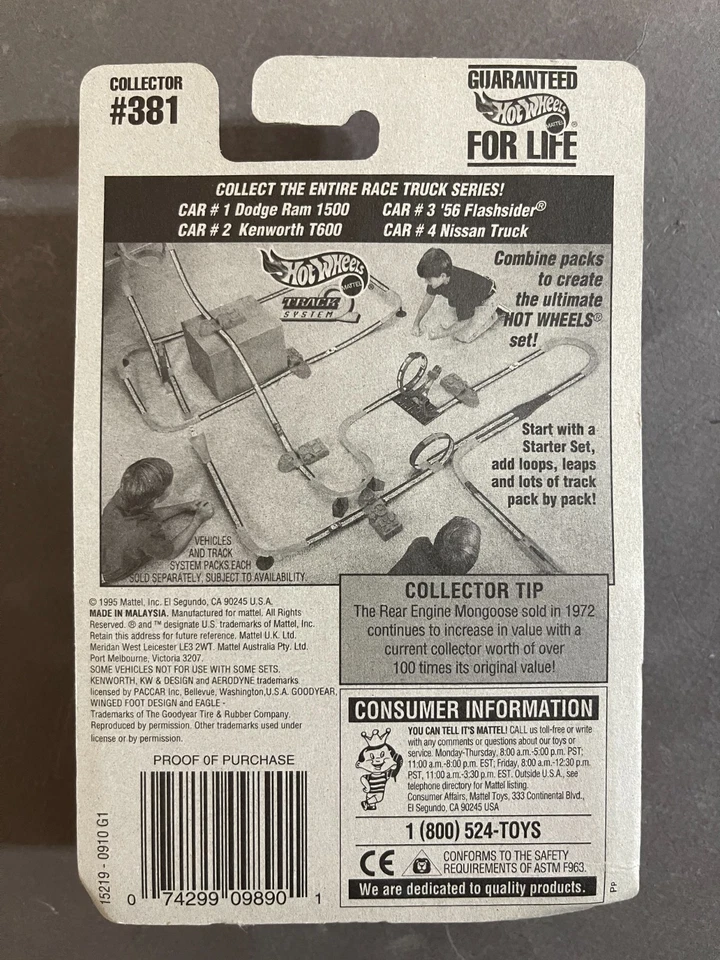 COLLECTOR
#381
GUARANTEED
Hot Wheels
MATTEL
®
FOR LIFE
COLLECT THE ENTIRE RACE TRUCK SERIES!
CAR # 1 Dodge Ram 1500 CAR # 3 '56 Flashsider®
CAR # 2 Kenworth T600 CAR # 4 Nissan Truck
Hot Wheels
MATTEL
TRACK
SYSTEM
Combine packs
to create
the ultimate
HOT WHEELS®
set!
Start with a
Starter Set,
add loops, leaps
and lots of track
pack by pack!
VEHICLES
AND TRACK
SYSTEM PACKS EACH
SOLD SEPARATELY, SUBJECT TO AVAILABILITY.
© 1995 Mattel, Inc. El Segundo, CA 90245 U.S.A.
MADE IN MALAYSIA. Manufactured for mattel. All Rights
Reserved. ® and ™ designate U.S. trademarks of Mattel, Inc.
Retain this address for future reference. Mattel U.K. Ltd.
Meridan West Leicester LE3 2WT. Mattel Australia Pty. Ltd.
Port Melbourne, Victoria 3207.
SOME VEHICLES NOT FOR USE WITH SOME SETS.
KENWORTH, KW & DESIGN and AERODYNE trademarks
licensed by PACCAR Inc, Bellevue, Washington,U.S.A. GOODYEAR,
WINGED FOOT DESIGN and EAGLE -
Trademarks of The Goodyear Tire & Rubber Company.
Reproduced by permission. Other trademarks used under
license or by permission.
COLLECTOR TIP
The Rear Engine Mongoose sold in 1972
continues to increase in value with a
current collector worth of over
100 times its original value!
CONSUMER INFORMATION
YOU CAN TELL IT'S MATTEL! CALL us toll-free or write
with any comments or questions about our toys or
service. Monday-Thursday, 8:00 a.m.-5:00 p.m. PST;
11:00 a.m.-8:00 p.m. EST; Friday, 8:00 a.m.-12:30 p.m.
PST, 11:00 a.m.-3:30 p.m. EST. Outside U.S.A., see
telephone directory for Mattel listing.
Consumer Affairs, Mattel Toys, 333 Continental Blvd.,
El Segundo, CA 90245 USA
1 (800) 524-TOYS
CE
CONFORMS TO THE SAFETY
REQUIREMENTS OF ASTM F963.
We are dedicated to quality products.
PP
PROOF OF PURCHASE
0 74299 09890 1
15219 - 0910 G1